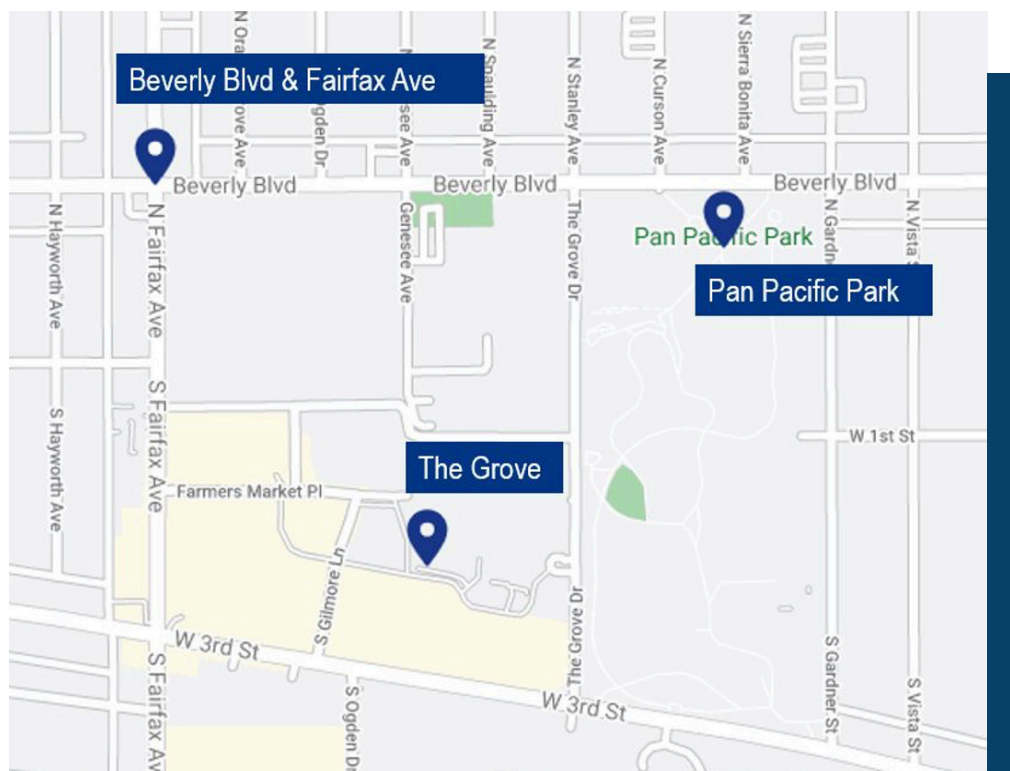 Beverly Blvd & Fairfax Ave
N Spaulding Ave
N Stanley Ave
N Curson Ave
N Sierra Bonita Ave
Beverly Blvd
Beverly Blvd
Beverly Blvd
N Hayworth Ave
N Fairfax Ave
Genesee Ave
The Grove Dr
Pan Pacific Park
Pan Pacific Park
S Hayworth Ave
S Fairfax Ave
W 1st St
The Grove
Farmers Market Pl
S Gilmore Ln
The Grove Dr
W 3rd St
W 3rd St
S Fairfax
S Ogden Dr
S Gardner St
S Vista St